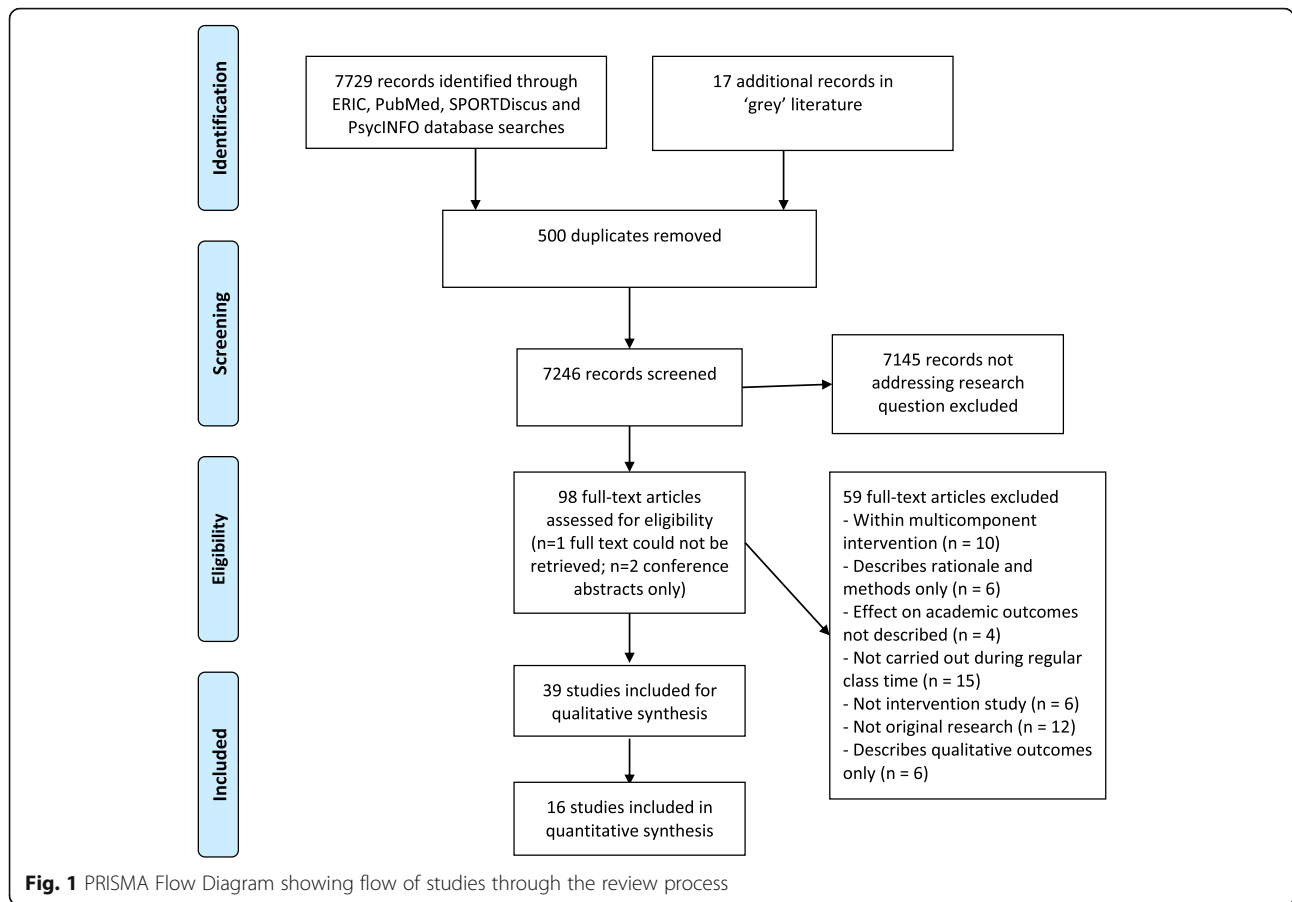 Identification
7729 records identified through
ERIC, PubMed, SPORTDiscus and
PsycINFO database searches
17 additional records in
‘grey’ literature
500 duplicates removed
Screening
7246 records screened
7145 records not
addressing research
question excluded
Eligibility
98 full-text articles
assessed for eligibility
(n=1 full text could not be
retrieved; n=2 conference
abstracts only)
59 full-text articles excluded
- Within multicomponent
intervention (n = 10)
- Describes rationale and
methods only (n = 6)
- Effect on academic outcomes
not described (n = 4)
- Not carried out during regular
class time (n = 15)
- Not intervention study (n = 6)
- Not original research (n = 12)
- Describes qualitative outcomes
only (n = 6)
Included
39 studies included for
qualitative synthesis
16 studies included in
quantitative synthesis
Fig. 1 PRISMA Flow Diagram showing flow of studies through the review process